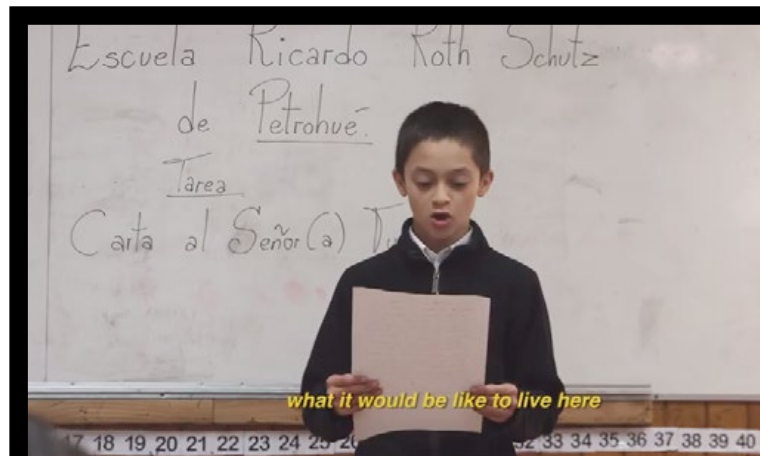 Escuela Ricardo Roth Schutz
de Petrohué.
Tarea
Carta al Señor(a)
what it would be like to live here
17 18 19 20 21 22 23 24 25 32 33 34 35 36 37 38 39 40